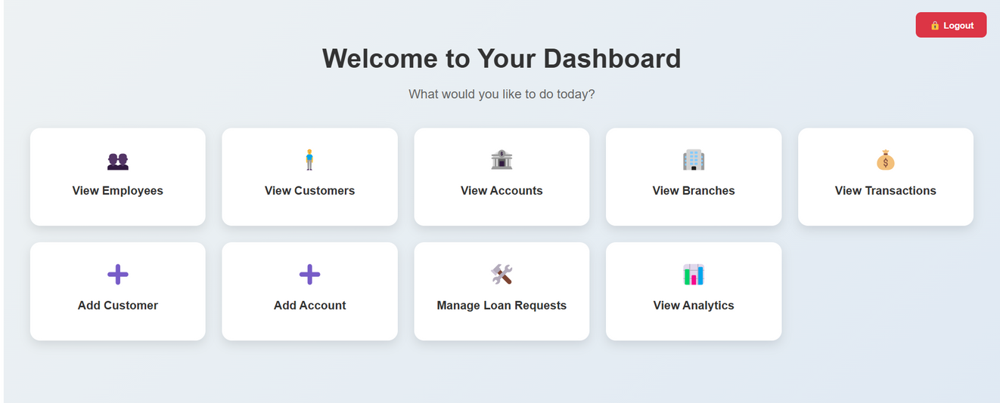 Logout
Welcome to Your Dashboard
What would you like to do today?
View Employees
View Customers
View Accounts
View Branches
View Transactions
Add Customer
Add Account
Manage Loan Requests
View Analytics